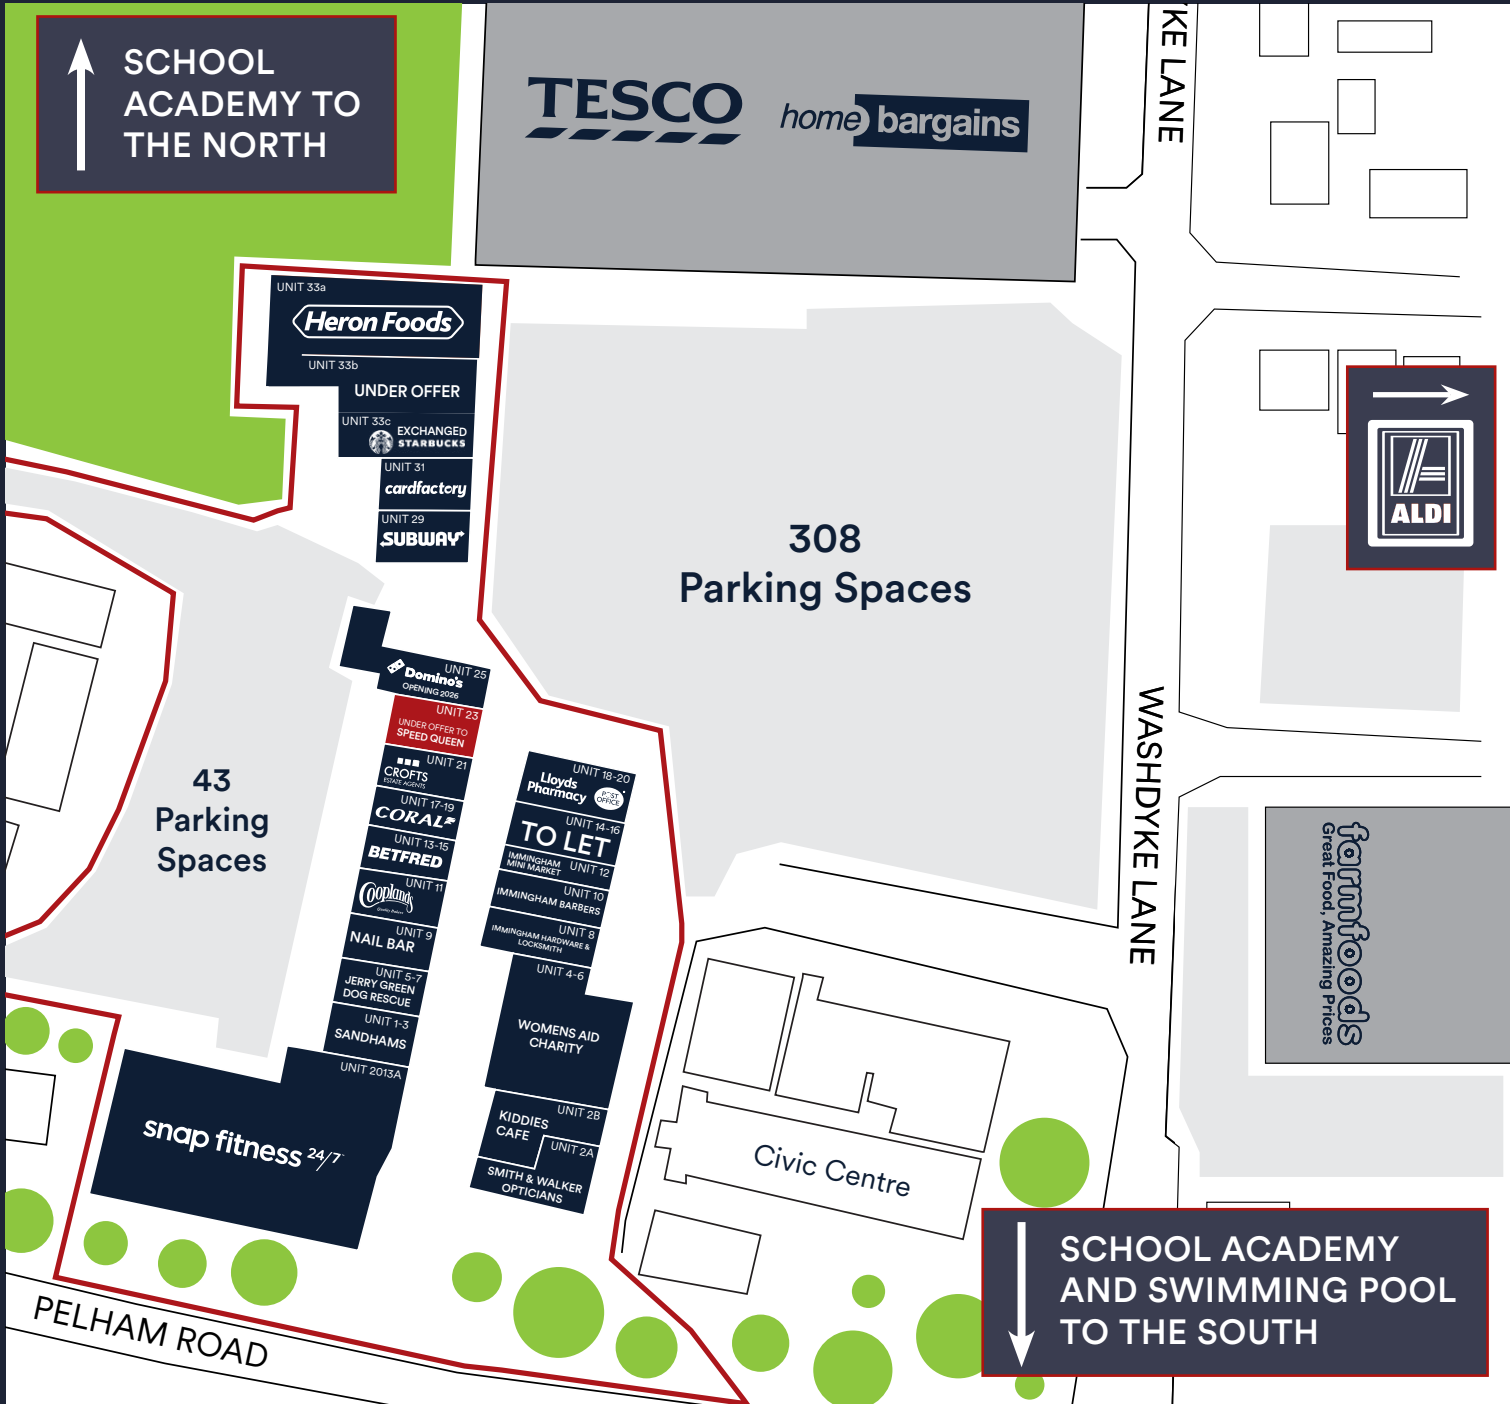 SCHOOL
ACADEMY TO
THE NORTH
TESCO
home bargains
KE LANE
UNIT 33a
Heron Foods
UNIT 33b
UNDER OFFER
UNIT 33c
EXCHANGED
STARBUCKS
UNIT 31
cardfactory
UNIT 29
SUBWAY
ALDI
308
Parking Spaces
UNIT 25
Domino's
OPENING 2026
UNIT 23
UNDER OFFER TO
SPEED QUEEN
UNIT 21
CROFTS
ESTATE AGENTS
UNIT 17-19
CORAL
UNIT 13-15
BETFRED
UNIT 11
Cooplands
UNIT 9
NAIL BAR
UNIT 5-7
JERRY GREEN
DOG RESCUE
UNIT 1-3
SANDHAMS
UNIT 2013A
snap fitness 24/7
43
Parking
Spaces
UNIT 18-20
Lloyds
Pharmacy
POST
OFFICE
UNIT 14-16
TO LET
IMMINGHAM
MINI MARKET
UNIT 12
UNIT 10
IMMINGHAM BARBERS
UNIT 8
IMMINGHAM HARDWARE &
LOCKSMITH
UNIT 4-6
WOMENS AID
CHARITY
UNIT 2B
KIDDIES
CAFE
UNIT 2A
SMITH & WALKER
OPTICIANS
WASHDYKE LANE
farmfoods
Great Food, Amazing Prices
Civic Centre
SCHOOL ACADEMY
AND SWIMMING POOL
TO THE SOUTH
PELHAM ROAD